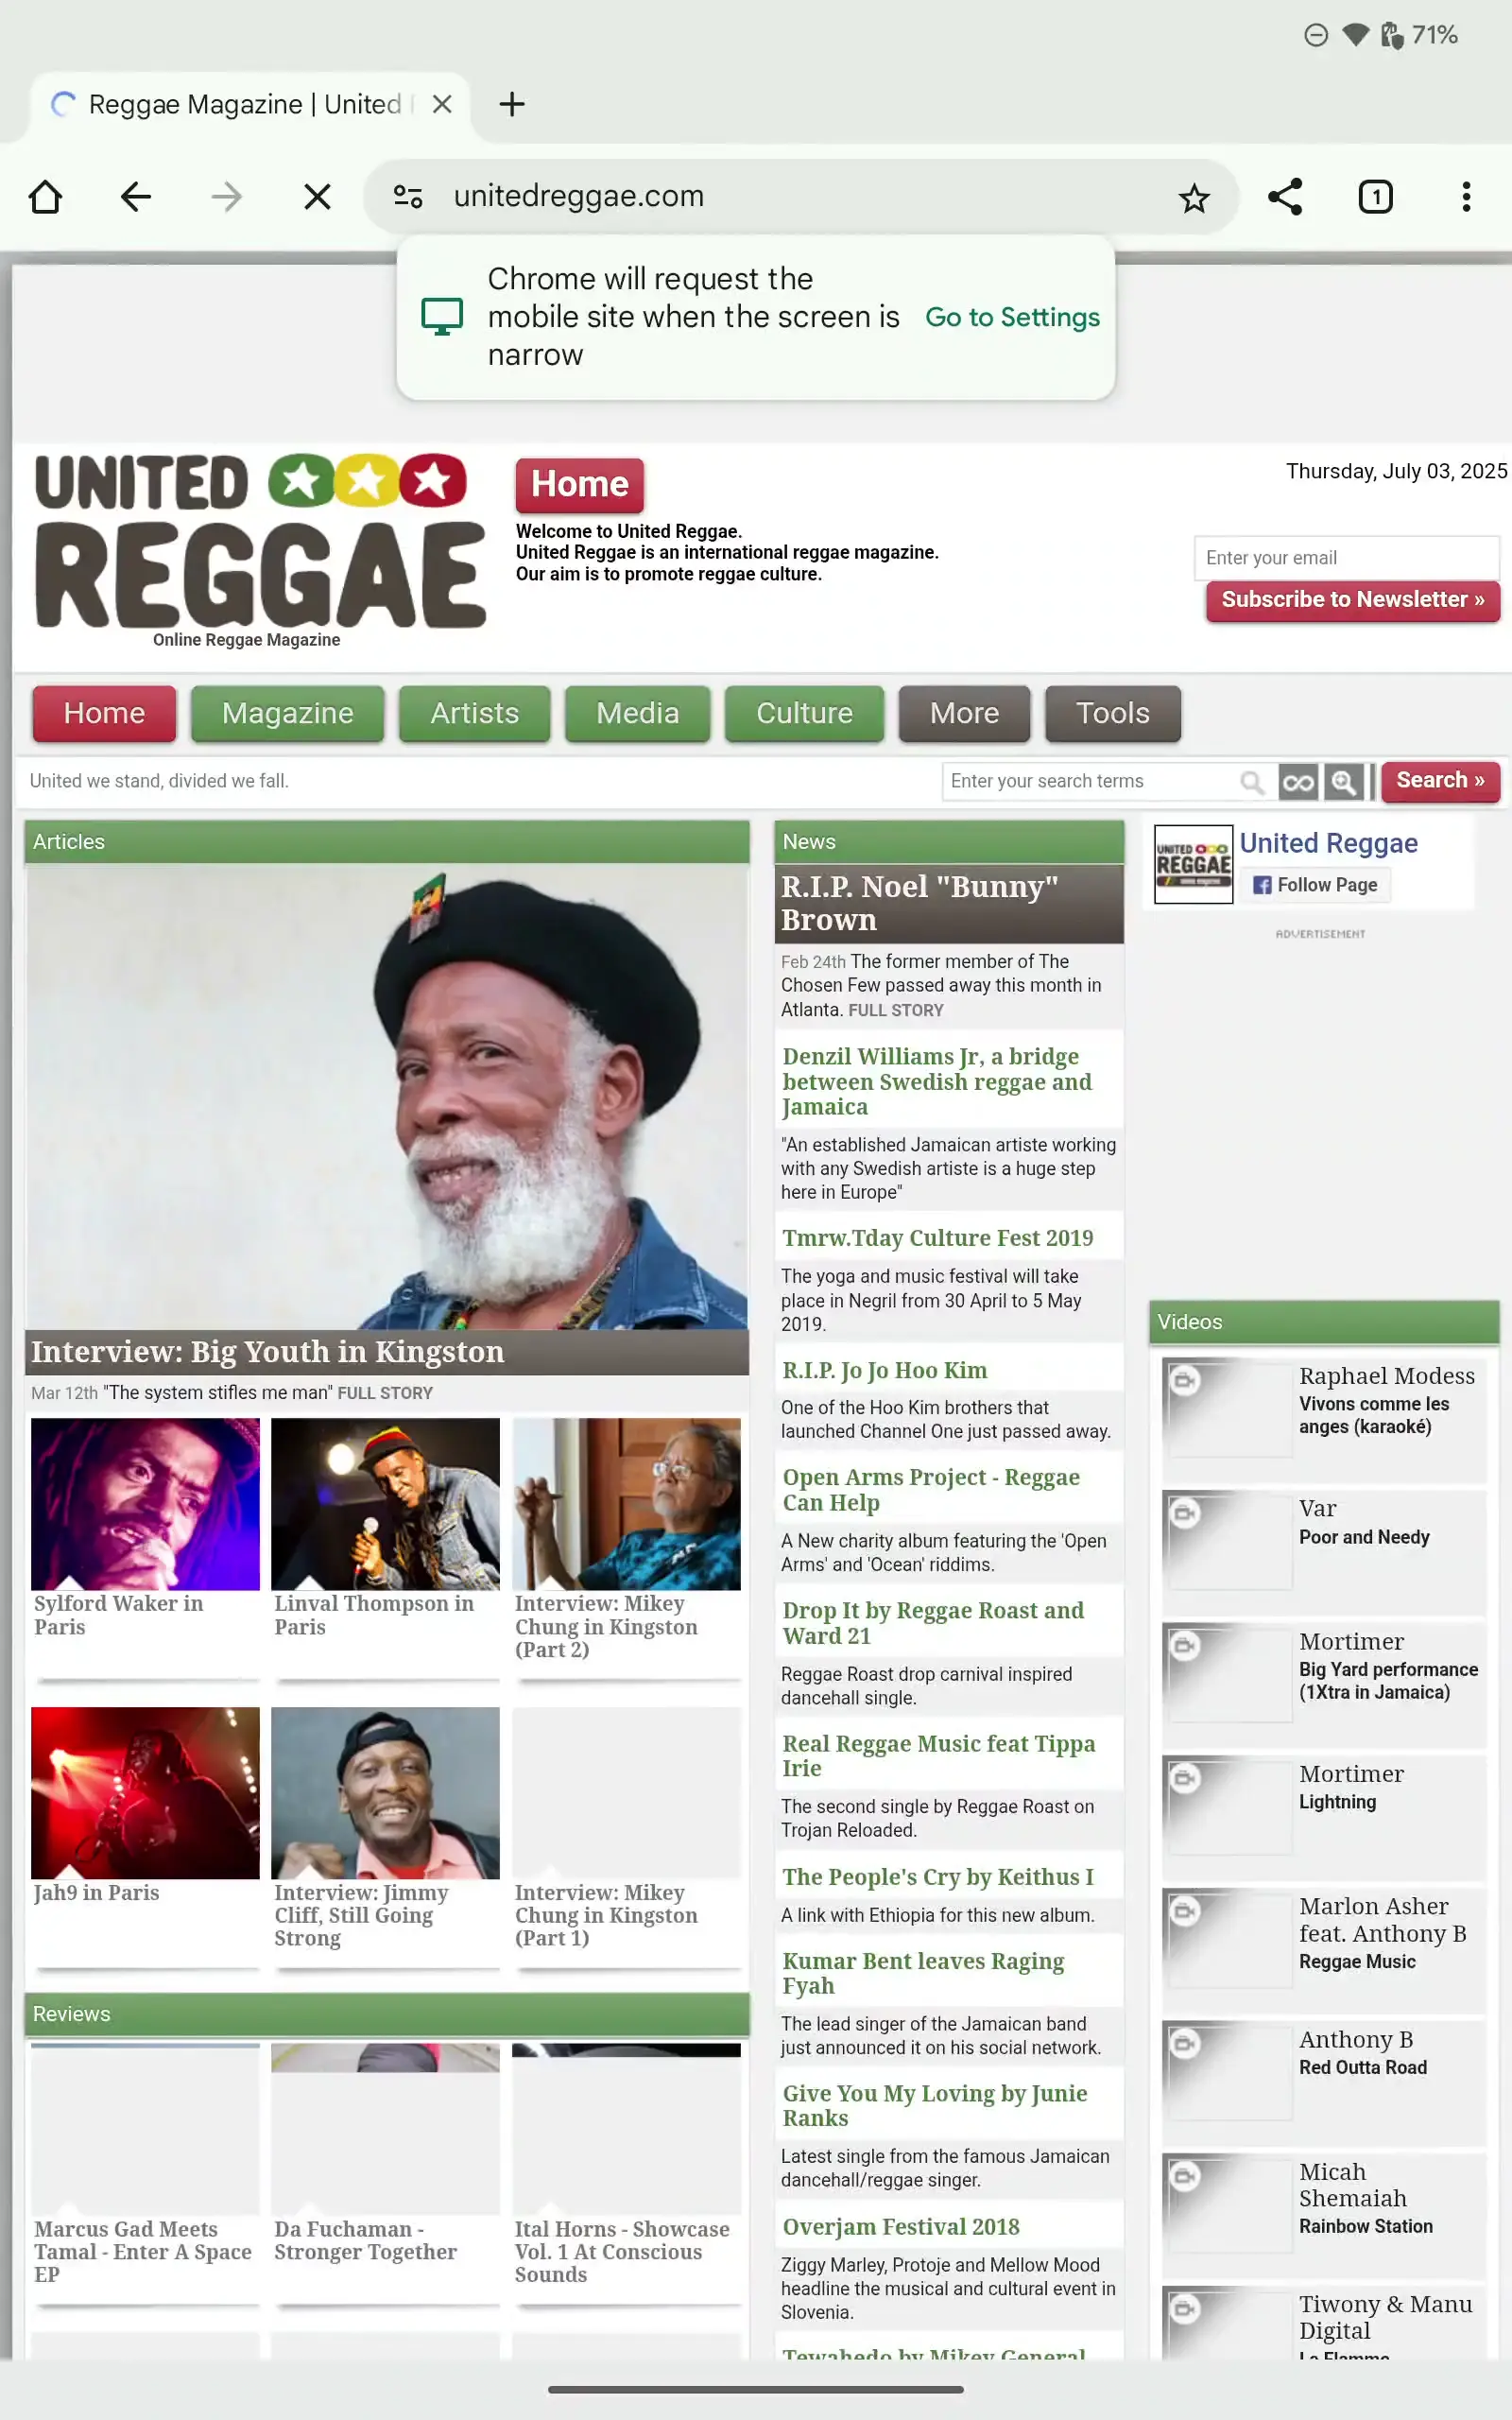 71%
Reggae Magazine | United
unitedreggae.com
1
Chrome will request the
mobile site when the screen is
narrow
Go to Settings
UNITED
REGGAE
Online Reggae Magazine
Home
Welcome to United Reggae.
United Reggae is an international reggae magazine.
Our aim is to promote reggae culture.
Thursday, July 03, 2025
Enter your email
Subscribe to Newsletter »
Home Magazine Artists Media Culture More Tools
United we stand, divided we fall.
Enter your search terms
Search »
Articles
Interview: Big Youth in Kingston
Mar 12th "The system stifles me man" FULL STORY
Sylford Waker in
Paris
Linval Thompson in
Paris
Interview: Mikey
Chung in Kingston
(Part 2)
Jah9 in Paris
Interview: Jimmy
Cliff, Still Going
Strong
Interview: Mikey
Chung in Kingston
(Part 1)
Reviews
Marcus Gad Meets
Tamal - Enter A Space
EP
Da Fuchaman -
Stronger Together
Ital Horns - Showcase
Vol. 1 At Conscious
Sounds
News
R.I.P. Noel "Bunny"
Brown
Feb 24th The former member of The
Chosen Few passed away this month in
Atlanta. FULL STORY
Denzil Williams Jr, a bridge
between Swedish reggae and
Jamaica
"An established Jamaican artiste working
with any Swedish artiste is a huge step
here in Europe"
Tmrw.Tday Culture Fest 2019
The yoga and music festival will take
place in Negril from 30 April to 5 May
2019.
R.I.P. Jo Jo Hoo Kim
One of the Hoo Kim brothers that
launched Channel One just passed away.
Open Arms Project - Reggae
Can Help
A New charity album featuring the 'Open
Arms' and 'Ocean' riddims.
Drop It by Reggae Roast and
Ward 21
Reggae Roast drop carnival inspired
dancehall single.
Real Reggae Music feat Tippa
Irie
The second single by Reggae Roast on
Trojan Reloaded.
The People's Cry by Keithus I
A link with Ethiopia for this new album.
Kumar Bent leaves Raging
Fyah
The lead singer of the Jamaican band
just announced it on his social network.
Give You My Loving by Junie
Ranks
Latest single from the famous Jamaican
dancehall/reggae singer.
Overjam Festival 2018
Ziggy Marley, Protoje and Mellow Mood
headline the musical and cultural event in
Slovenia.
Tewahedo by Mikey General
UNITED
REGGAE
United Reggae
Follow Page
ADVERTISEMENT
Videos
Raphael Modess
Vivons comme les
anges (karaoké)
Var
Poor and Needy
Mortimer
Big Yard performance
(1Xtra in Jamaica)
Mortimer
Lightning
Marlon Asher
feat. Anthony B
Reggae Music
Anthony B
Red Outta Road
Micah
Shemaiah
Rainbow Station
Tiwony & Manu
Digital
La Flamme